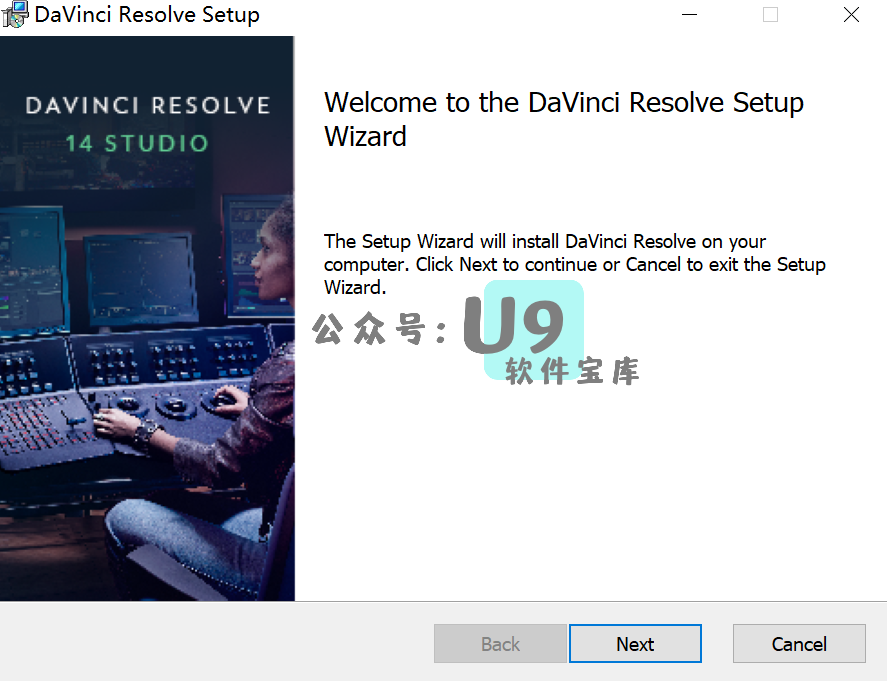 DaVinci Resolve Setup
DAVINCI RESOLVE
14 STUDIO
Welcome to the DaVinci Resolve Setup
Wizard
The Setup Wizard will install DaVinci Resolve on your
computer. Click Next to continue or Cancel to exit the Setup
Wizard.
公众号:U9
软件宝库
Back
Next
Cancel